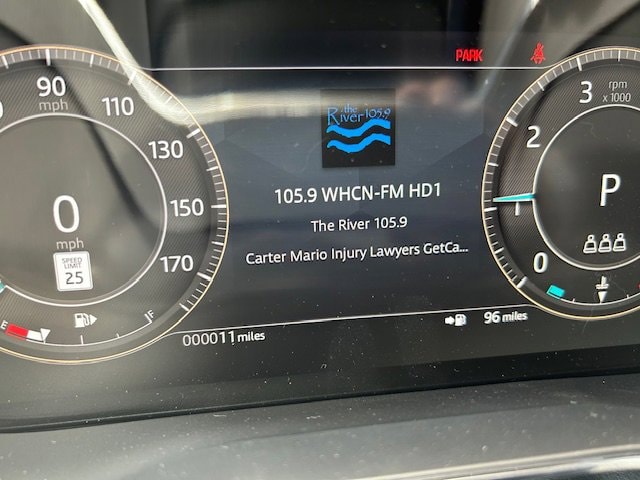 PARK
90
mph
110
130
150
170
0
mph
SPEED
LIMIT
25
E
F
the
River 105.9
105.9 WHCN-FM HD1
The River 105.9
Carter Mario Injury Lawyers GetCa...
000011 miles
96 miles
3
rpm
x 1000
2
1
0
P